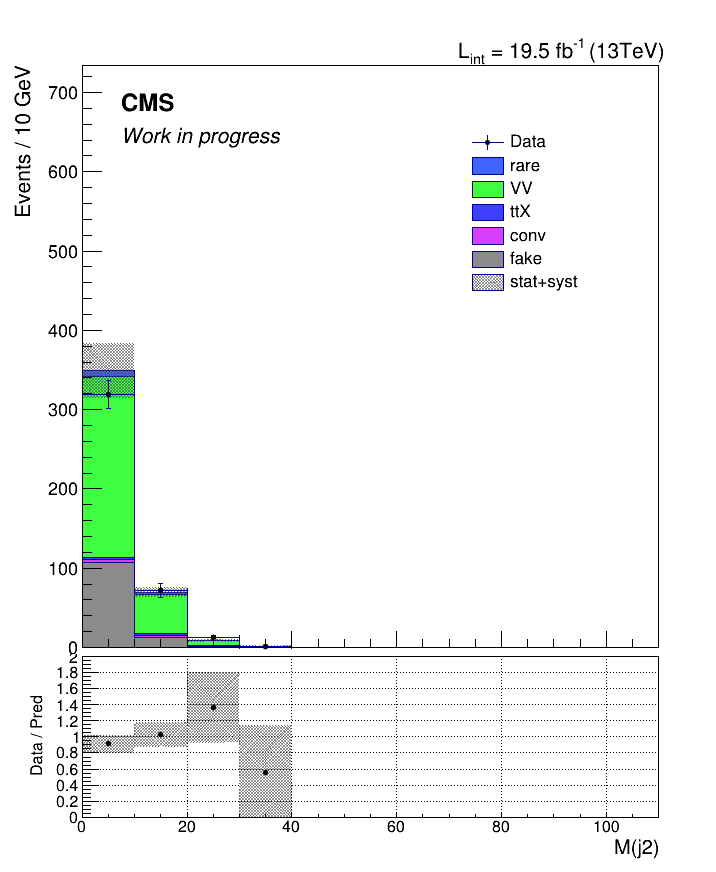 L_int = 19.5 fb^-1 (13TeV)
Events / 10 GeV
CMS
Work in progress
Data
rare
VV
ttX
conv
fake
stat+syst
700
600
500
400
300
200
100
0
Data / Pred
2
1.8
1.6
1.4
1.2
1
0.8
0.6
0.4
0.2
0
0 20 40 60 80 100
M(j2)